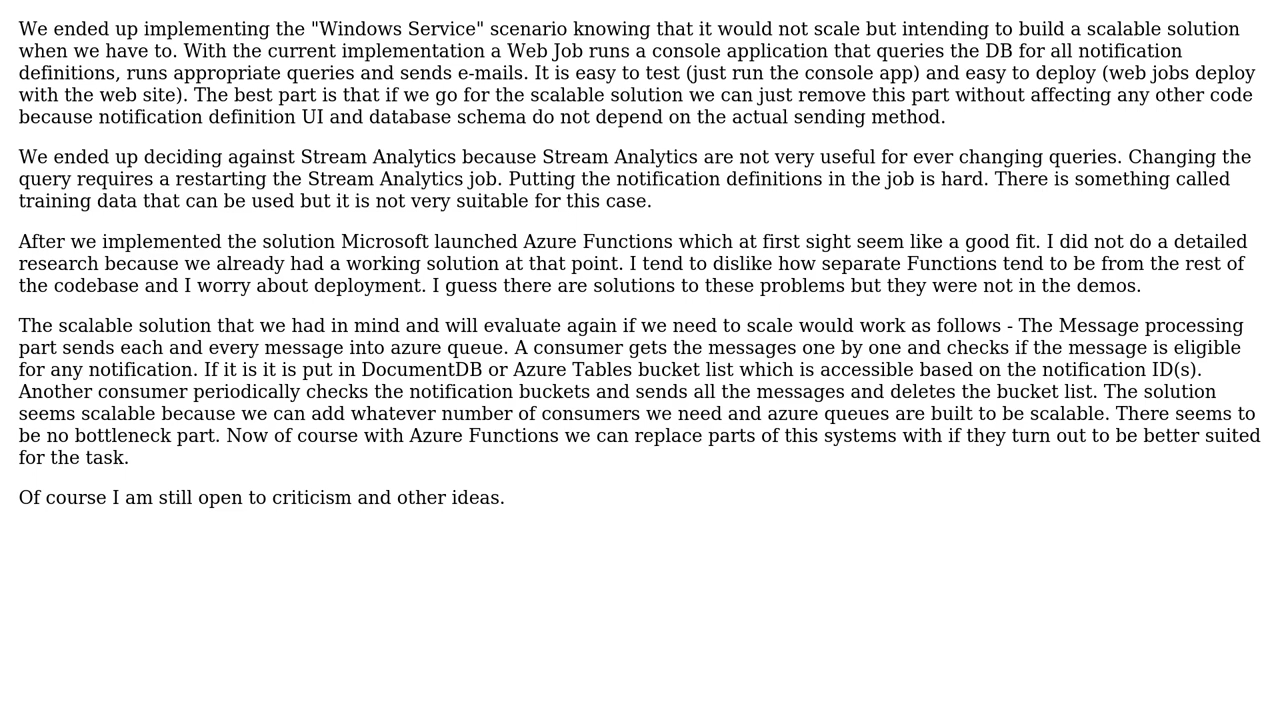 We ended up implementing the "Windows Service" scenario knowing that it would not scale but intending to build a scalable solution
when we have to. With the current implementation a Web Job runs a console application that queries the DB for all notification
definitions, runs appropriate queries and sends e-mails. It is easy to test (just run the console app) and easy to deploy (web jobs deploy
with the web site). The best part is that if we go for the scalable solution we can just remove this part without affecting any other code
because notification definition UI and database schema do not depend on the actual sending method.
We ended up deciding against Stream Analytics because Stream Analytics are not very useful for ever changing queries. Changing the
query requires a restarting the Stream Analytics job. Putting the notification definitions in the job is hard. There is something called
training data that can be used but it is not very suitable for this case.
After we implemented the solution Microsoft launched Azure Functions which at first sight seem like a good fit. I did not do a detailed
research because we already had a working solution at that point. I tend to dislike how separate Functions tend to be from the rest of
the codebase and I worry about deployment. I guess there are solutions to these problems but they were not in the demos.
The scalable solution that we had in mind and will evaluate again if we need to scale would work as follows - The Message processing
part sends each and every message into azure queue. A consumer gets the messages one by one and checks if the message is eligible
for any notification. If it is it is put in DocumentDB or Azure Tables bucket list which is accessible based on the notification ID(s).
Another consumer periodically checks the notification buckets and sends all the messages and deletes the bucket list. The solution
seems scalable because we can add whatever number of consumers we need and azure queues are built to be scalable. There seems to
be no bottleneck part. Now of course with Azure Functions we can replace parts of this systems with if they turn out to be better suited
for the task.
Of course I am still open to criticism and other ideas.